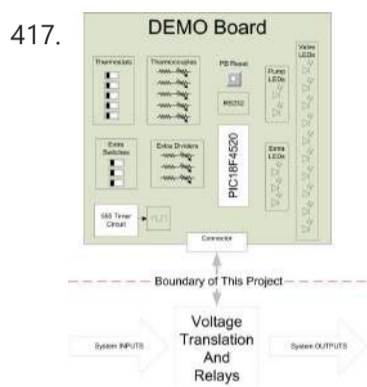 417.
DEMO Board
Thermostats
Thermocouples
PB Reset
Pump
LEDs
Valve
LEDs
RS232
PIC18F4520
Extra
Switches
Extra Dividers
Extra
LEDs
555 Timer
Circuit
Connector
Boundary of This Project
System INPUTS
Voltage
Translation
And
Relays
System OUTPUTS